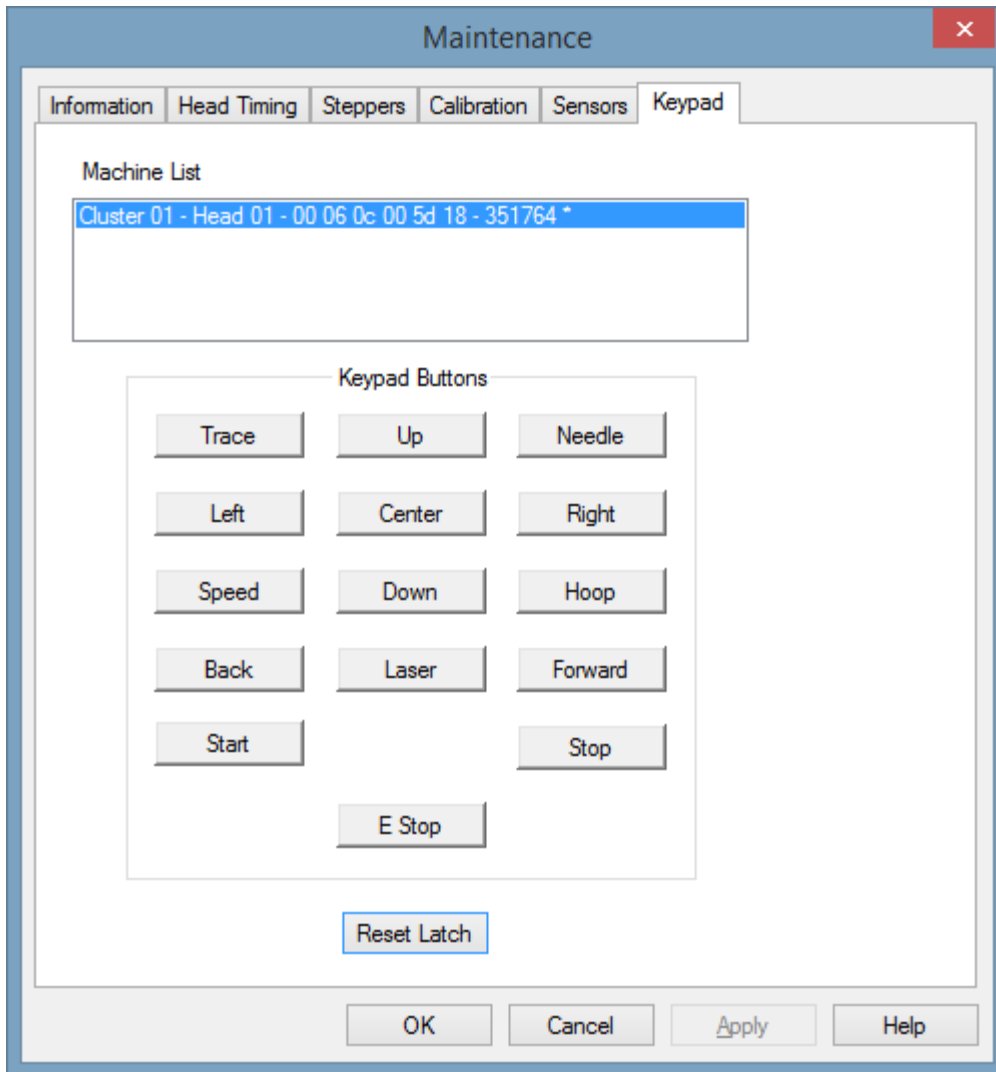 Maintenance
Information Head Timing Steppers Calibration Sensors Keypad
Machine List
Cluster 01 - Head 01 - 00 06 0c 00 5d 18 - 351764 *
Keypad Buttons
Trace Up Needle
Left Center Right
Speed Down Hoop
Back Laser Forward
Start Stop
E Stop
Reset Latch
OK Cancel Apply Help